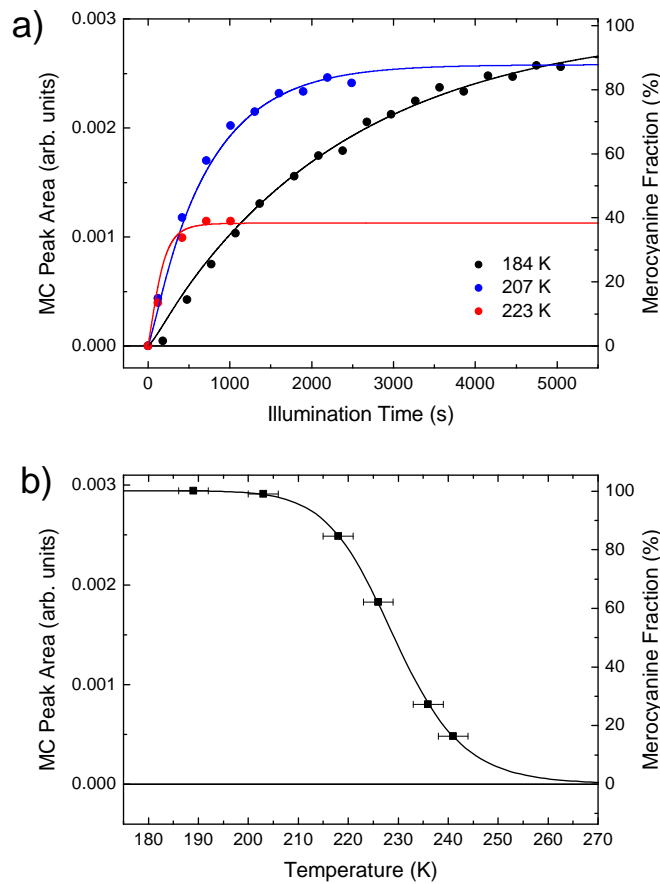 a)
0.003
0.002
0.001
0.000
MC Peak Area (arb. units)
100
80
60
40
20
0
Merocyanine Fraction (%)
184 K
207 K
223 K
0 1000 2000 3000 4000 5000
Illumination Time (s)
b)
0.003
0.002
0.001
0.000
MC Peak Area (arb. units)
100
80
60
40
20
0
Merocyanine Fraction (%)
180 190 200 210 220 230 240 250 260 270
Temperature (K)